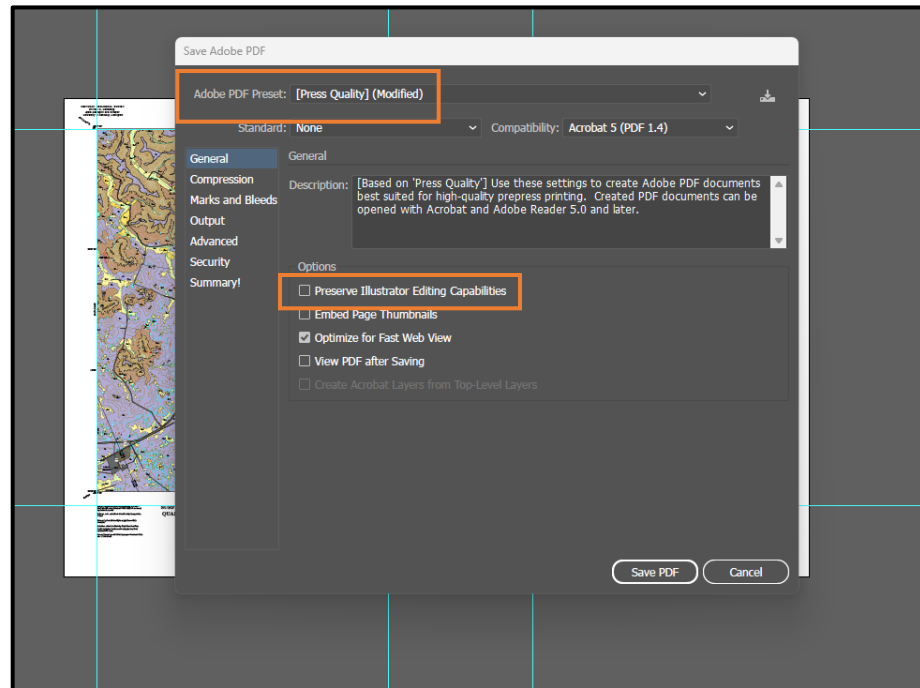 Save Adobe PDF
Adobe PDF Preset: [Press Quality] (Modified)
Standard: None Compatibility: Acrobat 5 (PDF 1.4)
General
Compression
Marks and Bleeds
Output
Advanced
Security
Summary!
General
Description: [Based on 'Press Quality'] Use these settings to create Adobe PDF documents
best suited for high-quality prepress printing. Created PDF documents can be
opened with Acrobat and Adobe Reader 5.0 and later.
Options
Preserve Illustrator Editing Capabilities
Embed Page Thumbnails
Optimize for Fast Web View
View PDF after Saving
Create Acrobat Layers from Top-Level Layers
Save PDF Cancel